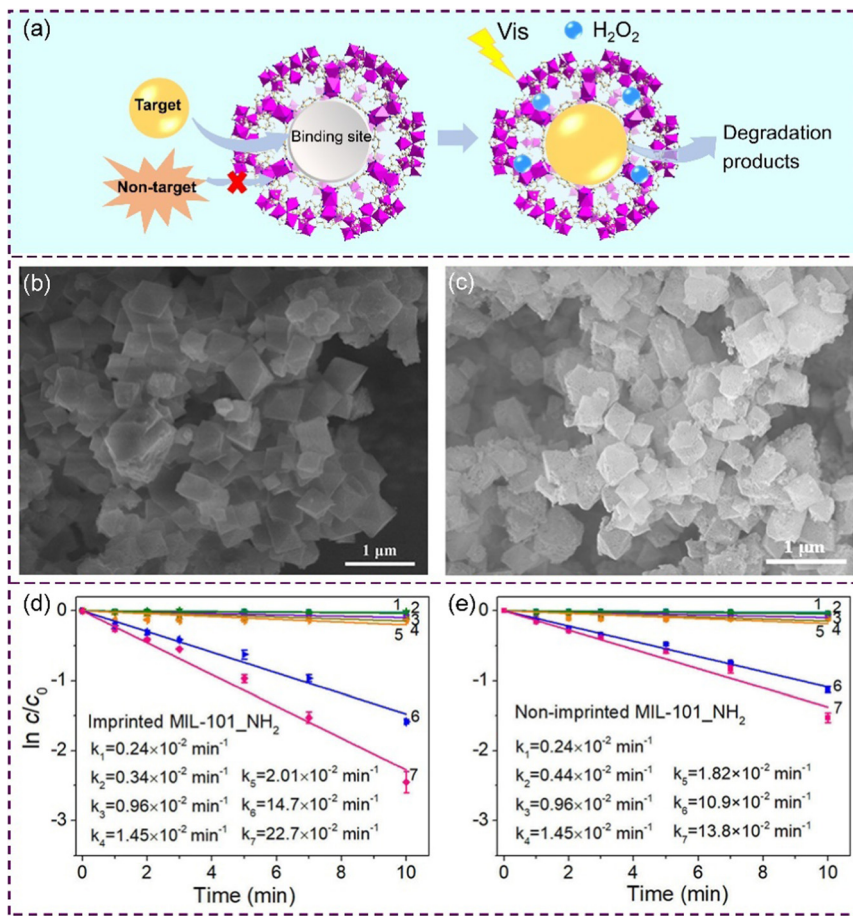 (a)
Vis
H₂O₂
Target
Binding site
Non-target
Degradation
products
(b)
1 μm
(c)
1 μm
(d)
0
-1
-2
-3
ln c/c₀
1
2
3
4
5
6
7
Imprinted MIL-101_NH₂
k₁=0.24×10⁻² min⁻¹
k₂=0.34×10⁻² min⁻¹
k₃=0.96×10⁻² min⁻¹
k₄=1.45×10⁻² min⁻¹
k₅=2.01×10⁻² min⁻¹
k₆=14.7×10⁻² min⁻¹
k₇=22.7×10⁻² min⁻¹
0 2 4 6 8 10
Time (min)
(e)
0
-1
-2
-3
ln c/c₀
1
2
3
4
5
6
7
Non-imprinted MIL-101_NH₂
k₁=0.24×10⁻² min⁻¹
k₂=0.44×10⁻² min⁻¹
k₃=0.96×10⁻² min⁻¹
k₄=1.45×10⁻² min⁻¹
k₅=1.82×10⁻² min⁻¹
k₆=10.9×10⁻² min⁻¹
k₇=13.8×10⁻² min⁻¹
0 2 4 6 8 10
Time (min)